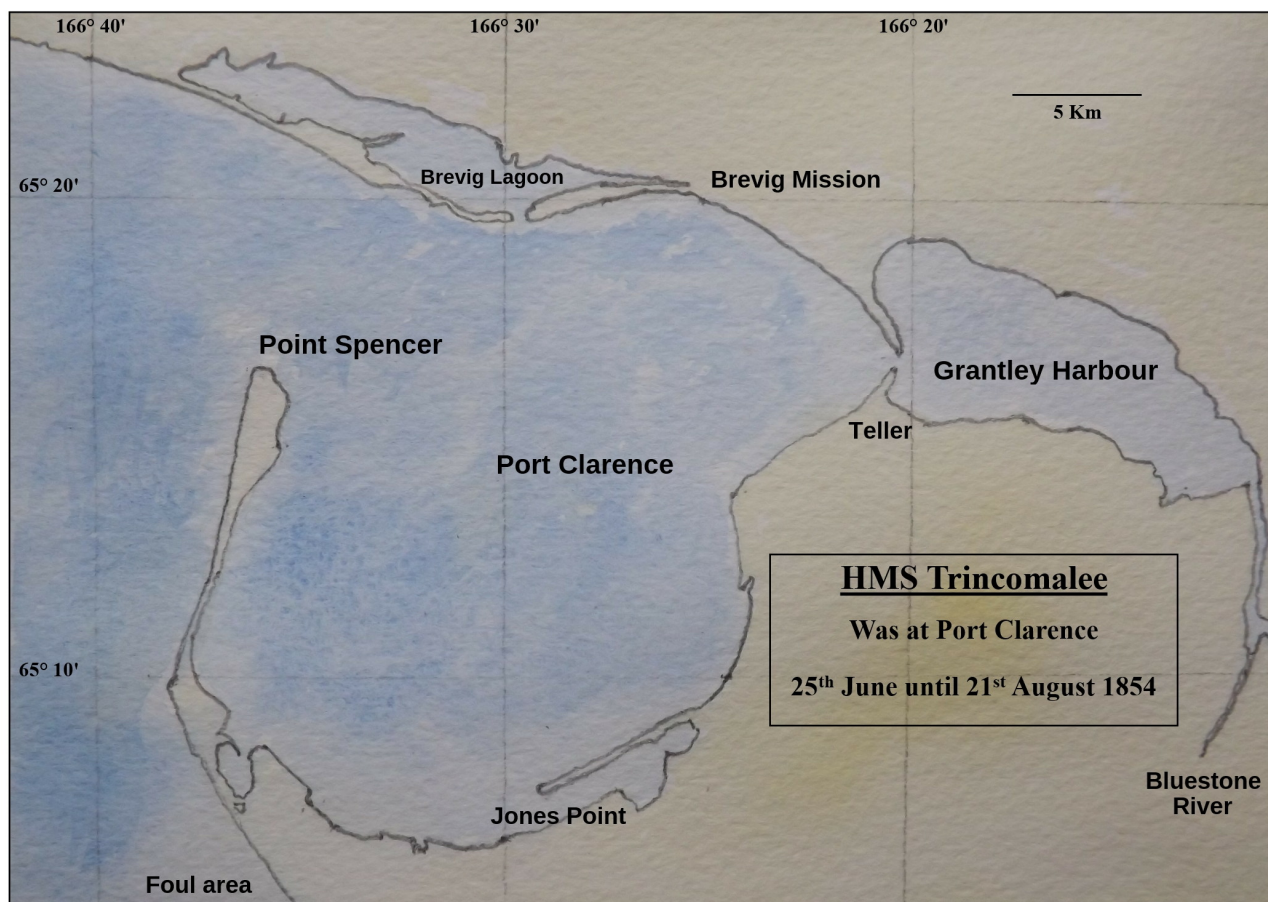 166° 40'
166° 30'
166° 20'
5 Km
Brevig Lagoon
Brevig Mission
65° 20'
Point Spencer
Grantley Harbour
Teller
Port Clarence
HMS Trincomalee
Was at Port Clarence
25th June until 21st August 1854
65° 10'
Bluestone
River
Jones Point
Foul area